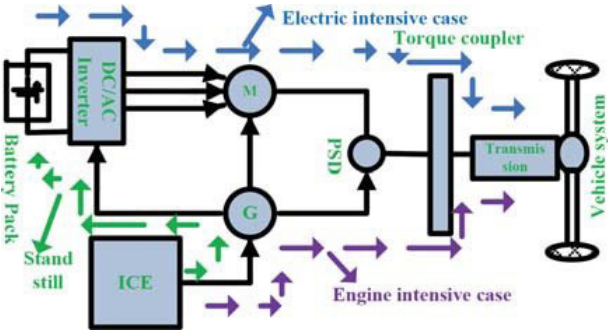 Electric intensive case
Torque coupler
DC/AC
Inverter
M
PSD
Transmis
sion
Vehicle system
Battery Pack
G
Stand
still
ICE
Engine intensive case